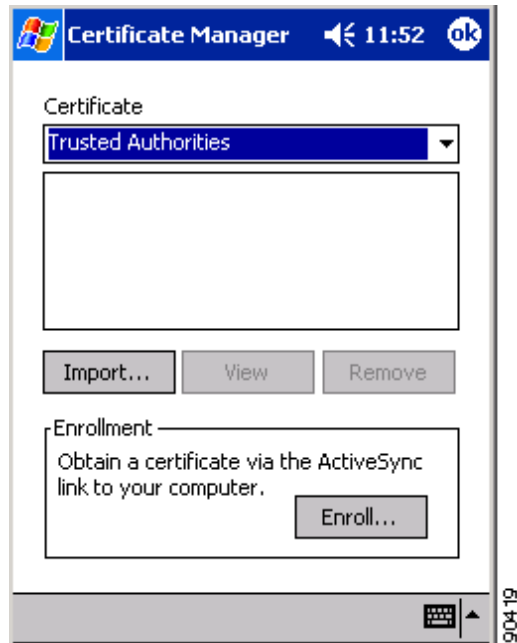 Certificate Manager 11:52 ok
Certificate
Trusted Authorities
Import... View Remove
Enrollment
Obtain a certificate via the ActiveSync
link to your computer.
Enroll...
90419